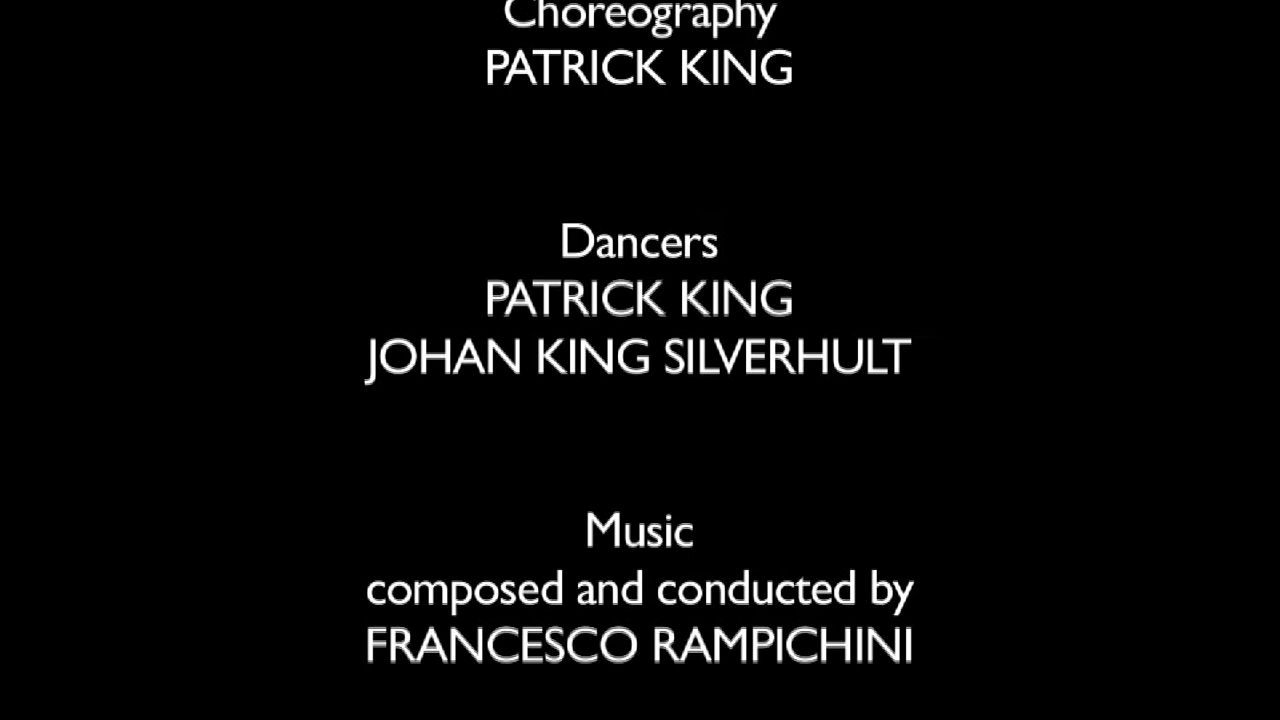 Choreography
PATRICK KING
Dancers
PATRICK KING
JOHAN KING SILVERHULT
Music
composed and conducted by
FRANCESCO RAMPICHINI